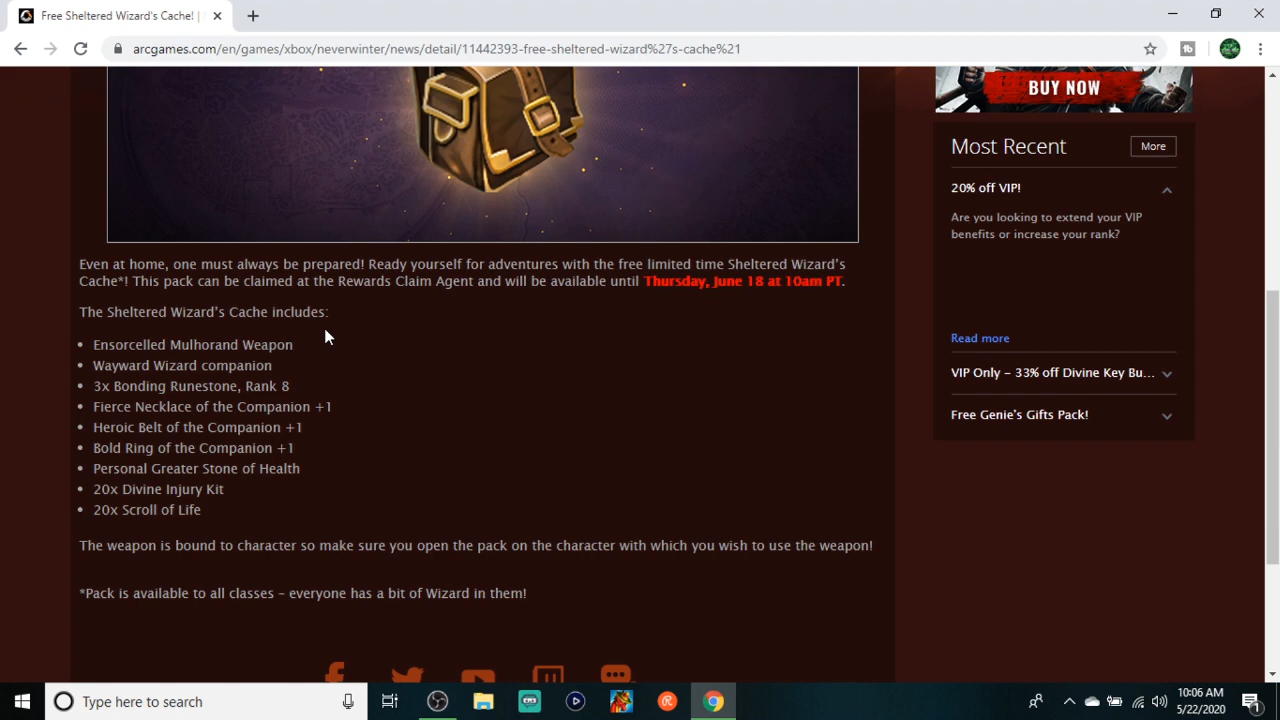 Free Sheltered Wizard's Cache! |
arcgames.com/en/games/xbox/neverwinter/news/detail/11442393-free-sheltered-wizard%27s-cache%21
BUY NOW
Most Recent
More
20% off VIP!
Are you looking to extend your VIP
benefits or increase your rank?
Read more
VIP Only – 33% off Divine Key Bu...
Free Genie's Gifts Pack!
Even at home, one must always be prepared! Ready yourself for adventures with the free limited time Sheltered Wizard's
Cache*! This pack can be claimed at the Rewards Claim Agent and will be available until Thursday, June 18 at 10am PT.
The Sheltered Wizard's Cache includes:
• Ensorcelled Mulhorand Weapon
• Wayward Wizard companion
• 3x Bonding Runestone, Rank 8
• Fierce Necklace of the Companion +1
• Heroic Belt of the Companion +1
• Bold Ring of the Companion +1
• Personal Greater Stone of Health
• 20x Divine Injury Kit
• 20x Scroll of Life
The weapon is bound to character so make sure you open the pack on the character with which you wish to use the weapon!
*Pack is available to all classes – everyone has a bit of Wizard in them!
Type here to search
10:06 AM
5/22/2020